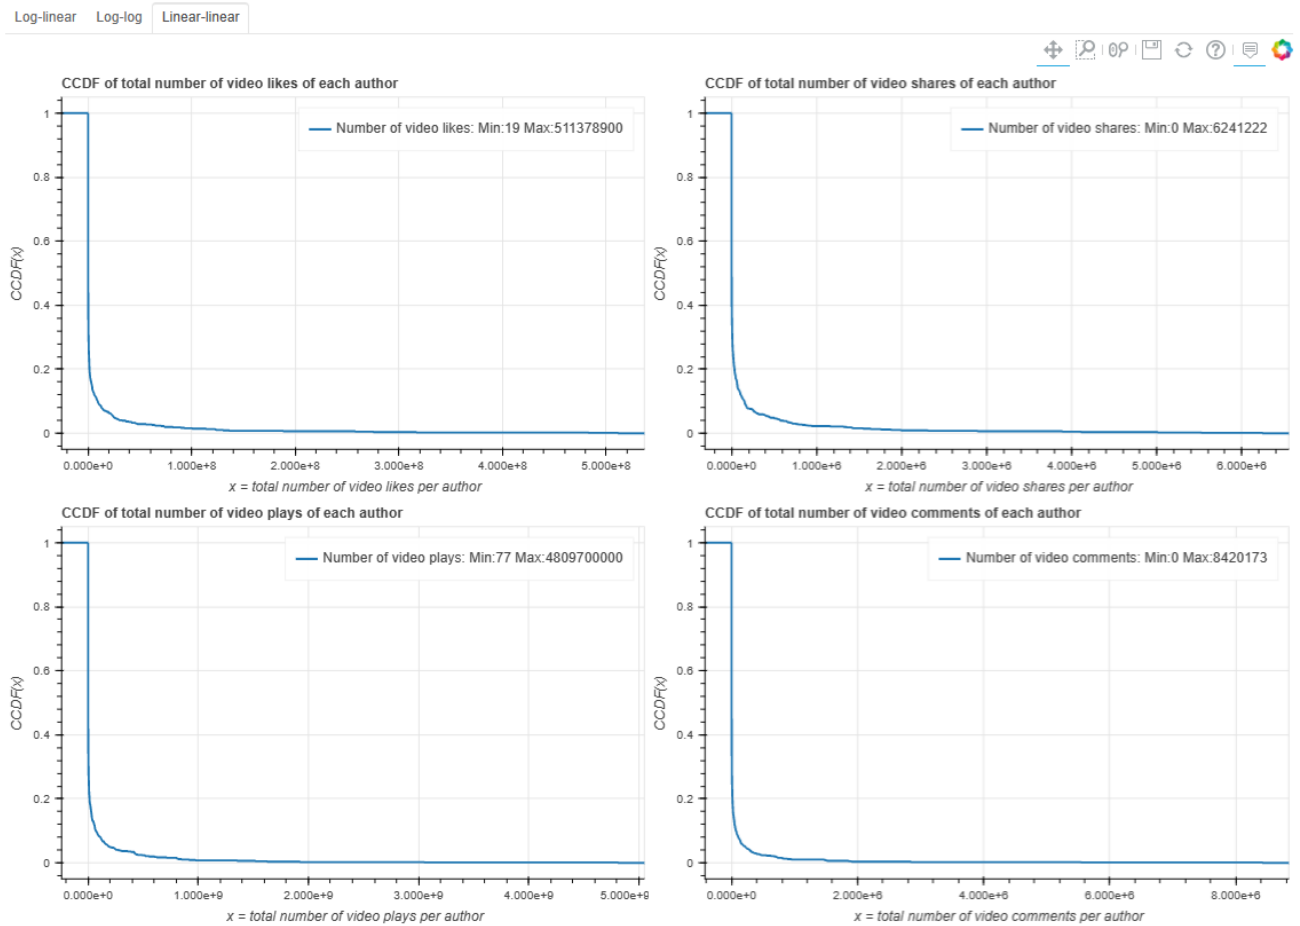 Log-linear Log-log Linear-linear
CCDF of total number of video likes of each author
Number of video likes: Min:19 Max:511378900
1
0.8
0.6
0.4
0.2
0
CCDF(x)
0.000e+0 1.000e+8 2.000e+8 3.000e+8 4.000e+8 5.000e+8
x = total number of video likes per author
CCDF of total number of video shares of each author
Number of video shares: Min:0 Max:6241222
1
0.8
0.6
0.4
0.2
0
CCDF(x)
0.000e+0 1.000e+6 2.000e+6 3.000e+6 4.000e+6 5.000e+6 6.000e+6
x = total number of video shares per author
CCDF of total number of video plays of each author
Number of video plays: Min:77 Max:4809700000
1
0.8
0.6
0.4
0.2
0
CCDF(x)
0.000e+0 1.000e+9 2.000e+9 3.000e+9 4.000e+9 5.000e+9
x = total number of video plays per author
CCDF of total number of video comments of each author
Number of video comments: Min:0 Max:8420173
1
0.8
0.6
0.4
0.2
0
CCDF(x)
0.000e+0 2.000e+6 4.000e+6 6.000e+6 8.000e+6
x = total number of video comments per author